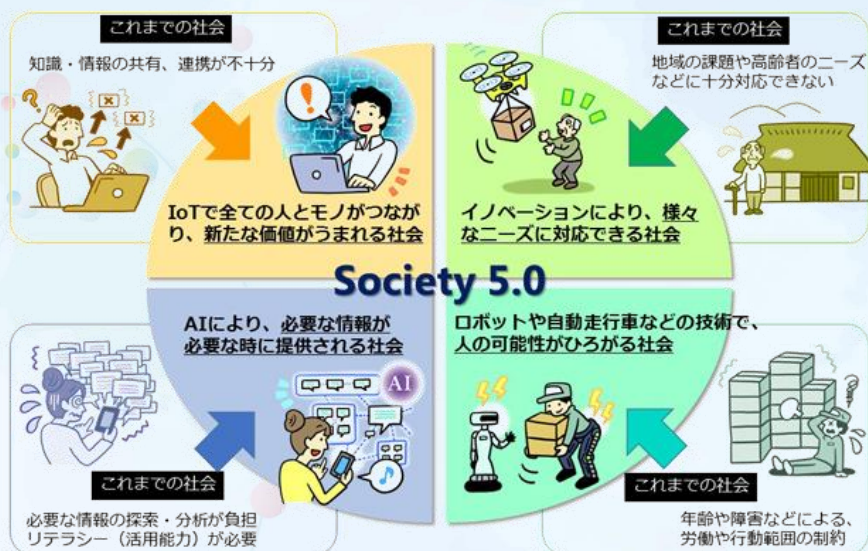 これまでの社会
知識・情報の共有、連携が不十分
IoTで全ての人とモノがつなが
り、新たな価値がうまれる社会
これまでの社会
地域の課題や高齢者のニーズ
などに十分対応できない
イノベーションにより、様々
なニーズに対応できる社会
Society 5.0
AIにより、必要な情報が
必要な時に提供される社会
AI
これまでの社会
必要な情報の探索・分析が負担
リテラシー（活用能力）が必要
ロボットや自動走行車などの技術で、
人の可能性がひろがる社会
これまでの社会
年齢や障害などによる、
労働や行動範囲の制約